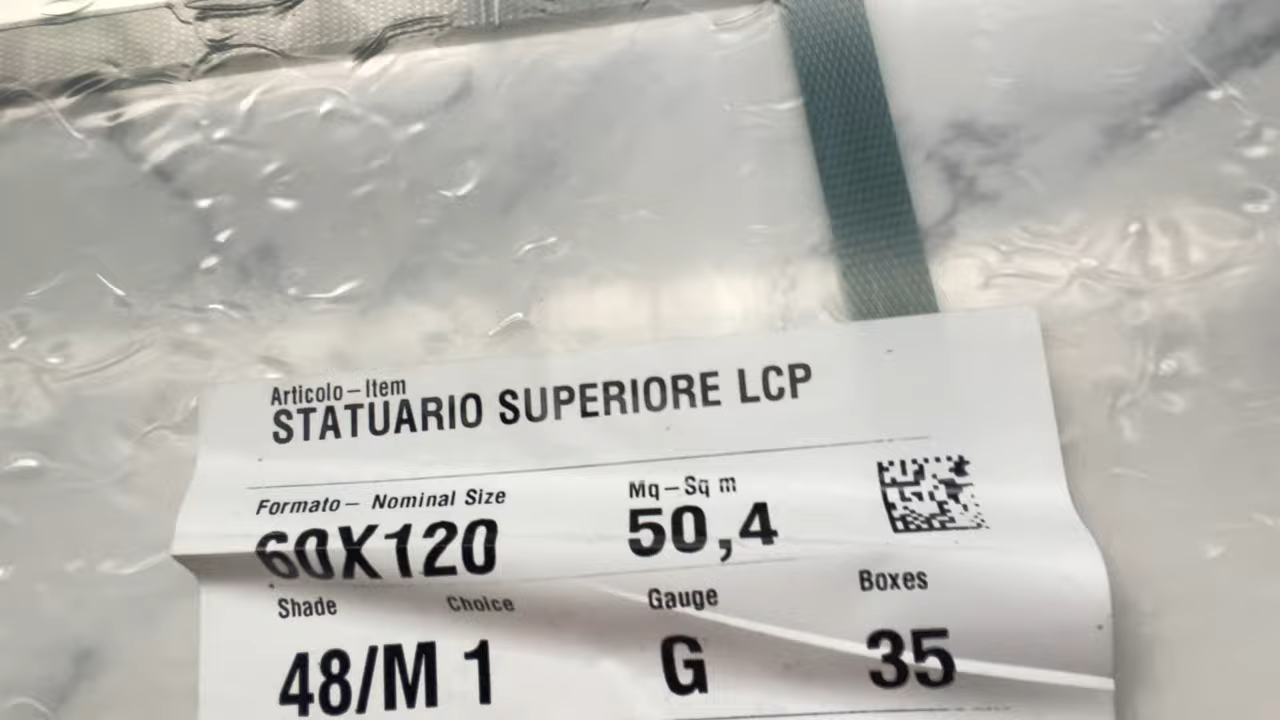 Articolo-Item
STATUARIO SUPERIORE LCP
Formato- Nominal Size
Mq-Sq m
60X120
50,4
Shade
Choice
Gauge
Boxes
48/M 1
G
35